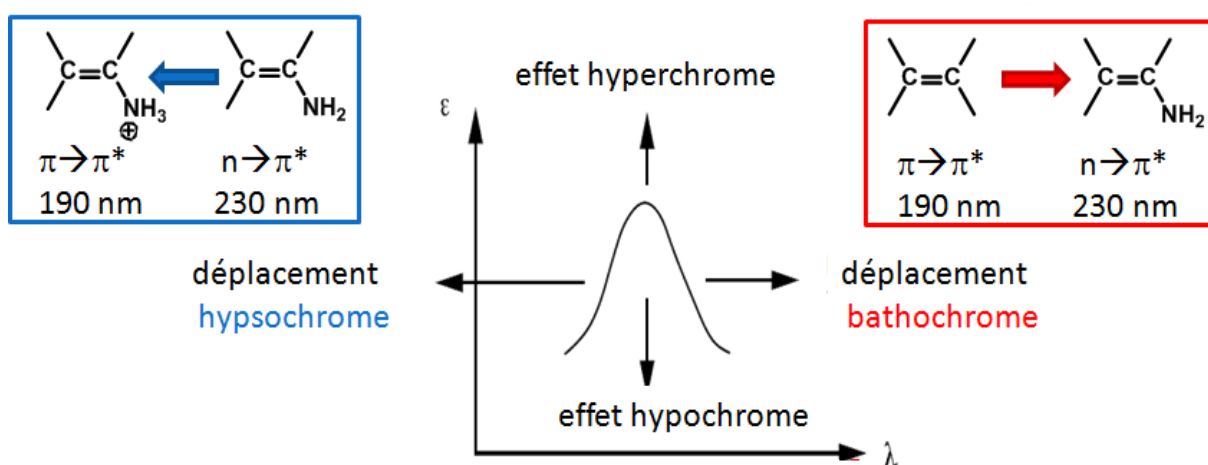 C=C
NH₃
⊕
C=C
NH₂
π→π*
n→π*
190 nm
230 nm
effet hyperchrome
ε
C=C
C=C
NH₂
π→π*
n→π*
190 nm
230 nm
déplacement
hypsochrome
déplacement
bathochrome
effet hypochrome
λ